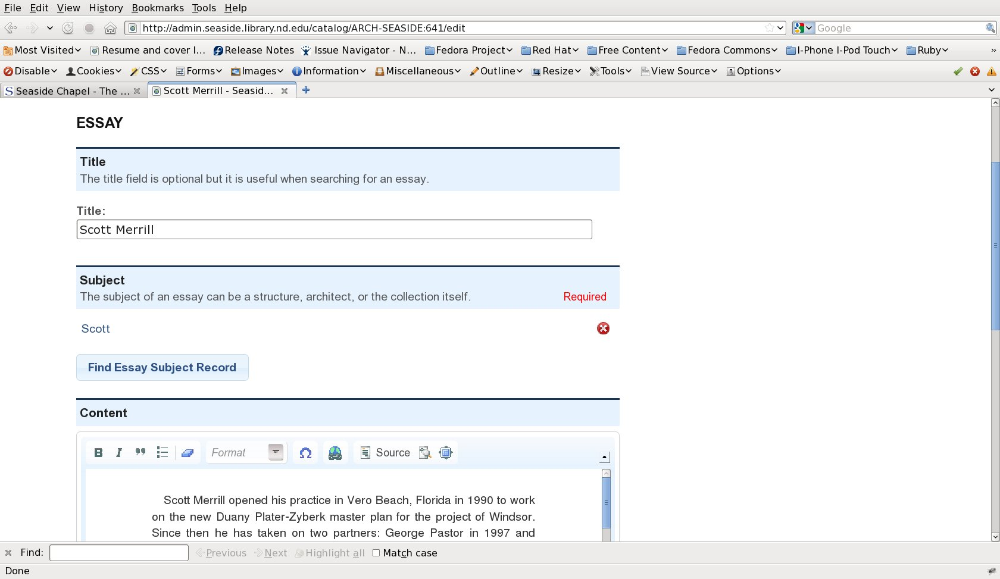 File Edit View History Bookmarks Tools Help
http://admin.seaside.library.nd.edu/catalog/ARCH-SEASIDE:641/edit Google
Most Visited Resume and cover l... Release Notes Issue Navigator - N... Fedora Project Red Hat Free Content Fedora Commons I-Phone I-Pod Touch Ruby »
Disable Cookies CSS Forms Images Information Miscellaneous Outline Resize Tools View Source Options
S Seaside Chapel - The ... Scott Merrill - Seasid...
ESSAY
Title
The title field is optional but it is useful when searching for an essay.
Title:
Scott Merrill
Subject
The subject of an essay can be a structure, architect, or the collection itself. Required
Scott
Find Essay Subject Record
Content
B I Format Ω Source
Scott Merrill opened his practice in Vero Beach, Florida in 1990 to work
on the new Duany Plater-Zyberk master plan for the project of Windsor.
Since then he has taken on two partners: George Pastor in 1997 and
Find: Previous Next Highlight all Match case
Done